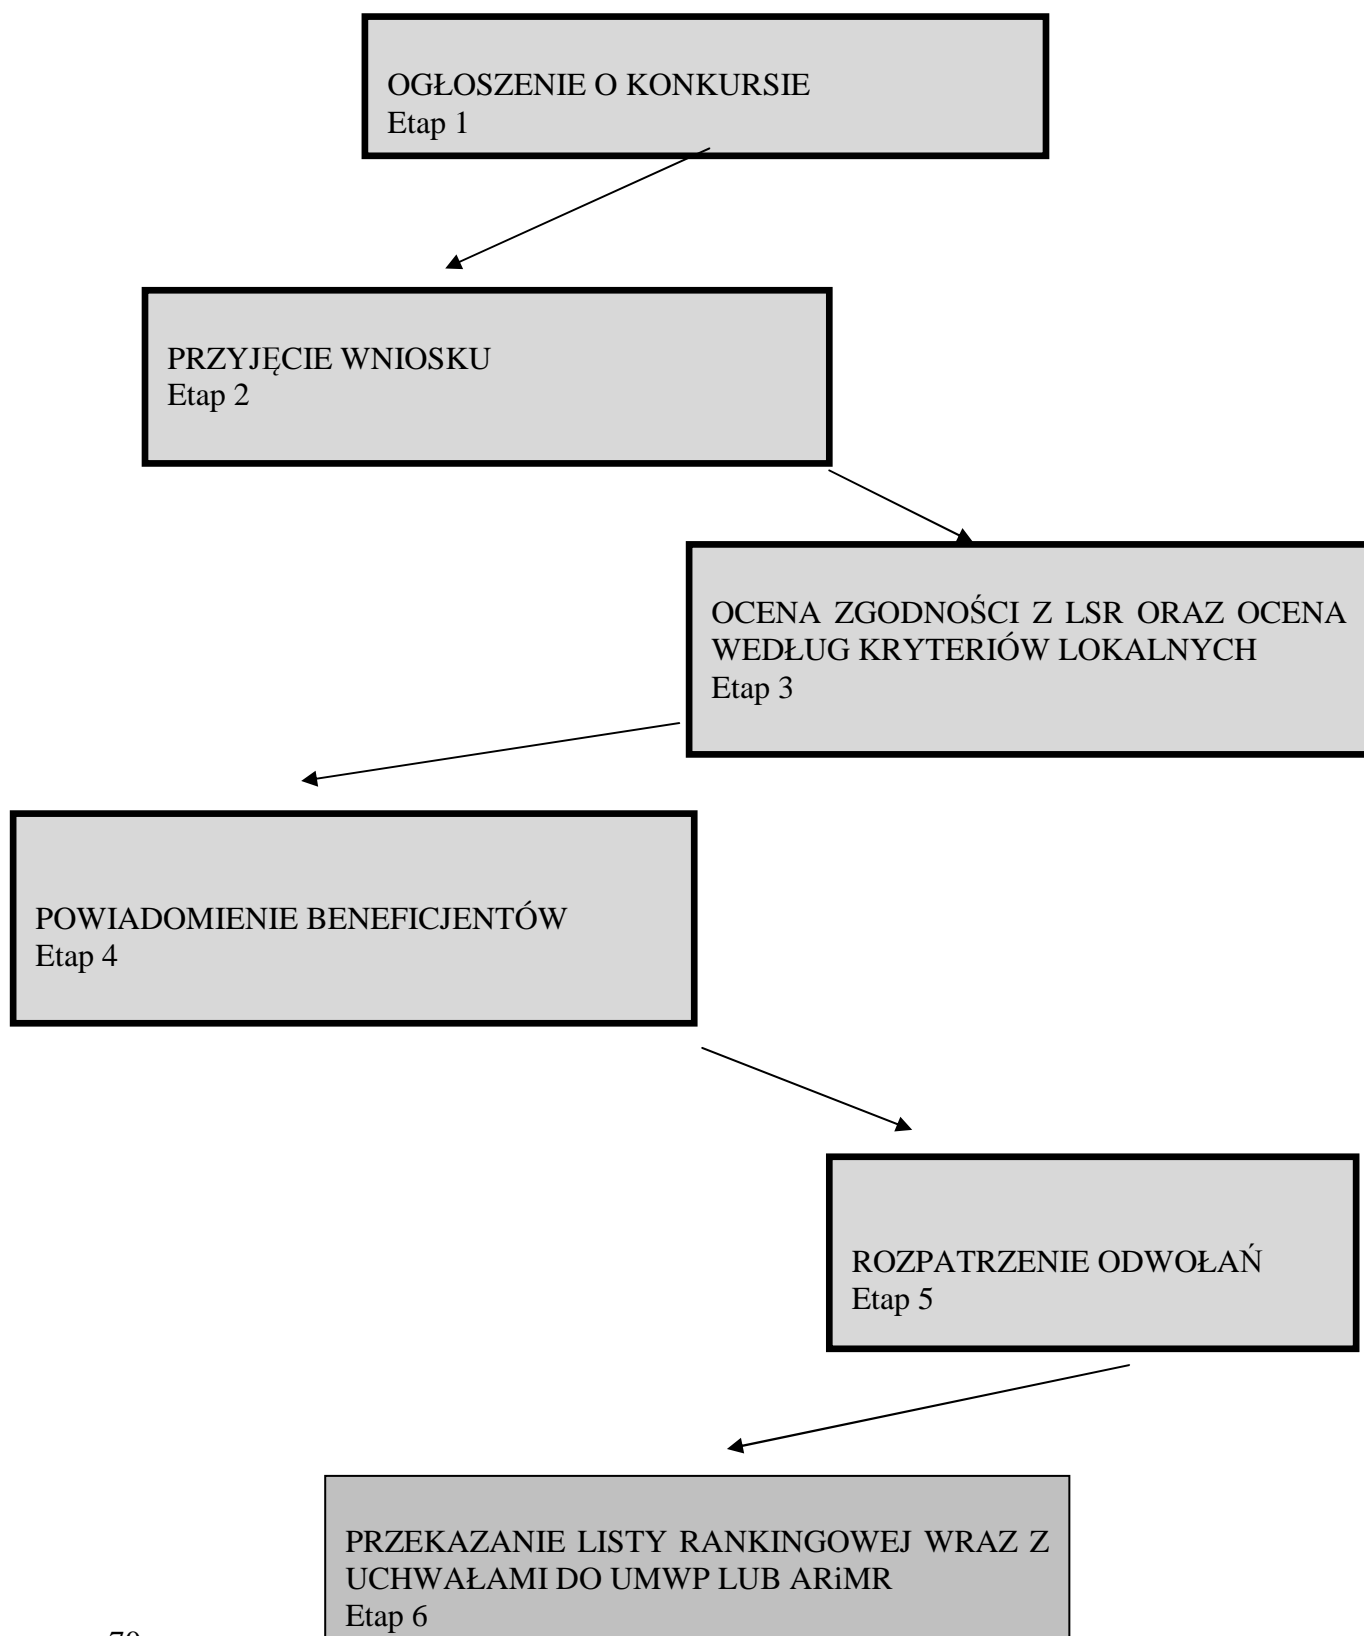 OGŁOSZENIE O KONKURSIE
Etap 1
PRZYJĘCIE WNIOSKU
Etap 2
OCENA ZGODNOŚCI Z LSR ORAZ OCENA
WEDŁUG KRYTERIÓW LOKALNYCH
Etap 3
POWIADOMIENIE BENEFICJENTÓW
Etap 4
ROZPATRZENIE ODWOŁAŃ
Etap 5
PRZEKAZANIE LISTY RANKINGOWEJ WRAZ Z
UCHWAŁAMI DO UMWP LUB ARiMR
Etap 6